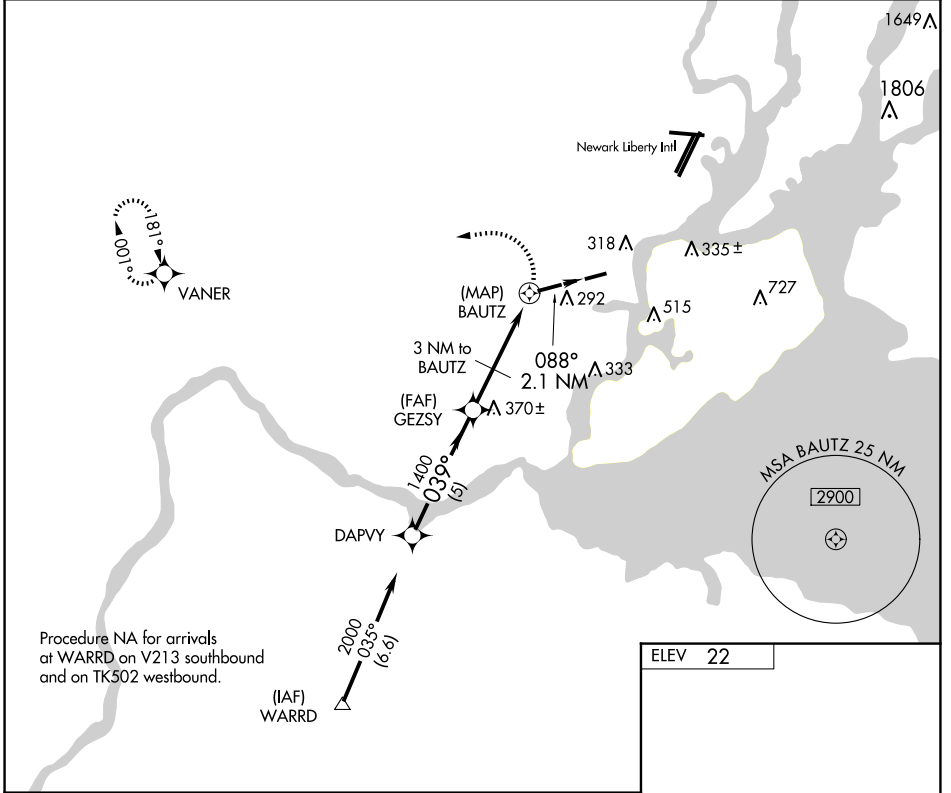 1649
1806
Newark Liberty Intl
181°
001°
VANER
318
335 ±
(MAP)
BAUTZ
292
727
515
3 NM to
BAUTZ
088°
2.1 NM
333
(FAF)
GEZSY
370 ±
1400
039°
(5)
MSA BAUTZ 25 NM
2900
DAPVY
Procedure NA for arrivals
at WARRD on V213 southbound
and on TK502 westbound.
2000
035°
(6.6)
(IAF)
WARRD
ELEV 22